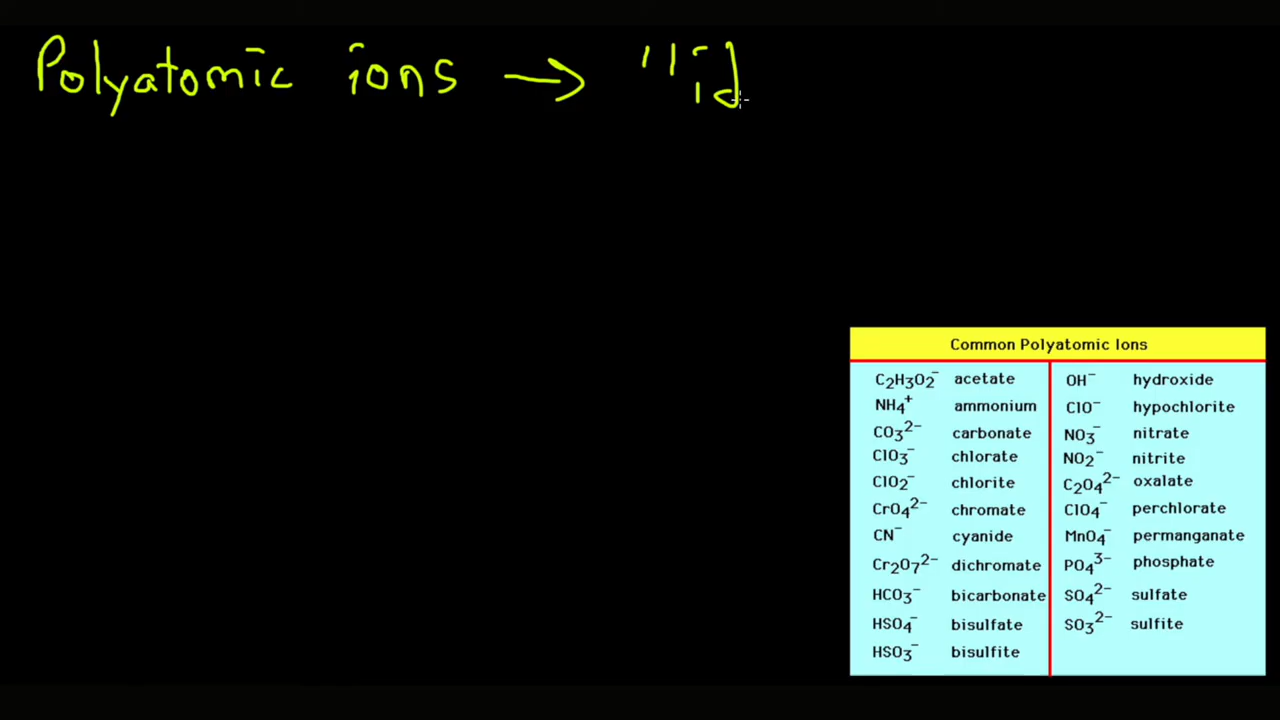 Polyatomic ions → "id
Common Polyatomic Ions
C₂H₃O₂⁻ acetate
NH₄⁺ ammonium
CO₃²⁻ carbonate
ClO₃⁻ chlorate
ClO₂⁻ chlorite
CrO₄²⁻ chromate
CN⁻ cyanide
Cr₂O₇²⁻ dichromate
HCO₃⁻ bicarbonate
HSO₄⁻ bisulfate
HSO₃⁻ bisulfite
OH⁻ hydroxide
ClO⁻ hypochlorite
NO₃⁻ nitrate
NO₂⁻ nitrite
C₂O₄²⁻ oxalate
ClO₄⁻ perchlorate
MnO₄⁻ permanganate
PO₄³⁻ phosphate
SO₄²⁻ sulfate
SO₃²⁻ sulfite